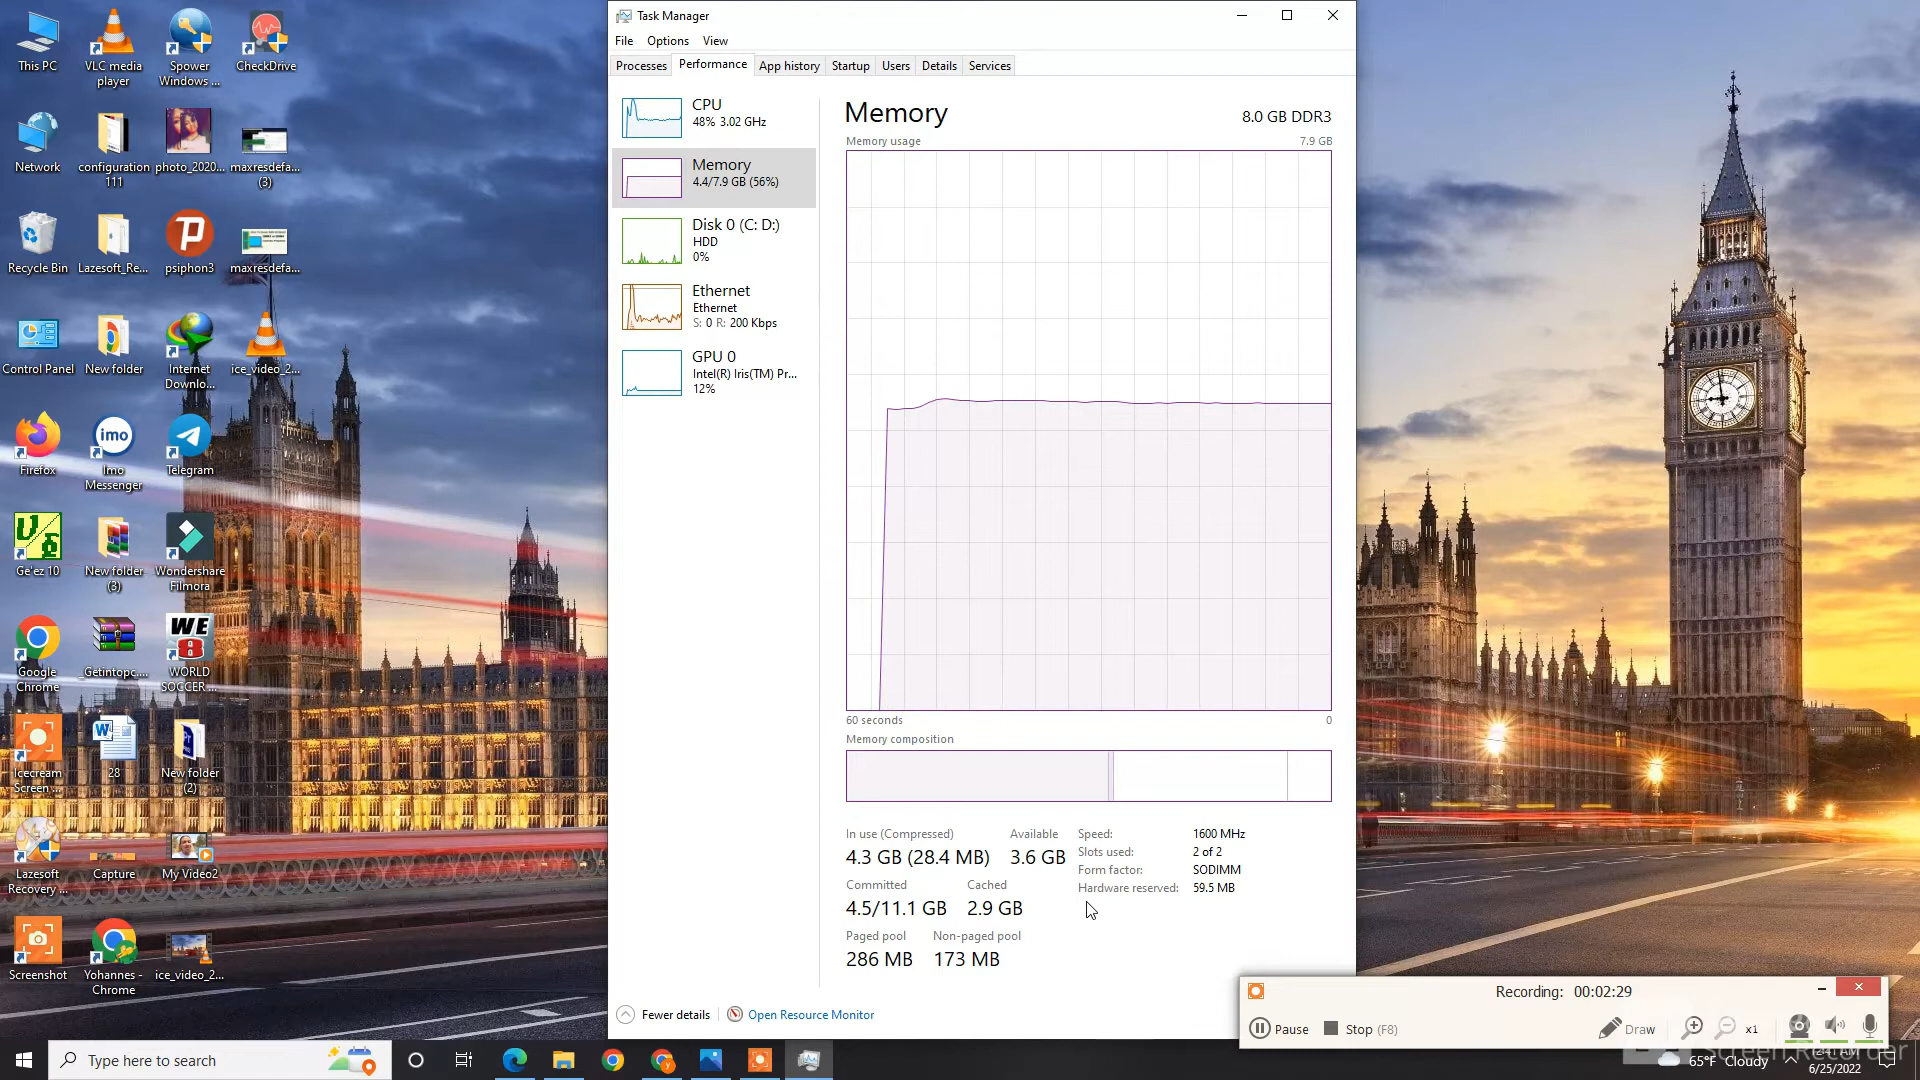 This PC
VLC media
player
Spower
Windows ...
CheckDrive
Network
configuration
111
photo_2020...
maxresdefa...
(3)
Recycle Bin
Lazesoft_Re...
psiphon3
maxresdefa...
Control Panel
New folder
Internet
Downlo...
ice_video_2...
Firefox
imo
Imo
Messenger
Telegram
Ge'ez 10
New folder
(3)
Wondershare
Filmora
Google
Chrome
_Getintopc....
WE
8
WORLD
SOCCER ...
Icecream
Screen ...
28
New folder
(2)
Lazesoft
Recovery ...
Capture
My Video2
Screenshot
Yohannes -
Chrome
ice_video_2...
Task Manager
File Options View
Processes Performance App history Startup Users Details Services
CPU
48% 3.02 GHz
Memory
4.4/7.9 GB (56%)
Disk 0 (C: D:)
HDD
0%
Ethernet
Ethernet
S: 0 R: 200 Kbps
GPU 0
Intel(R) Iris(TM) Pr...
12%
Memory 8.0 GB DDR3
Memory usage 7.9 GB
60 seconds 0
Memory composition
In use (Compressed) Available
4.3 GB (28.4 MB) 3.6 GB
Committed Cached
4.5/11.1 GB 2.9 GB
Paged pool Non-paged pool
286 MB 173 MB
Speed: 1600 MHz
Slots used: 2 of 2
Form factor: SODIMM
Hardware reserved: 59.5 MB
Fewer details Open Resource Monitor
Recording: 00:02:29
Pause Stop (F8) Draw x1
Type here to search
65°F Cloudy
6/25/2022